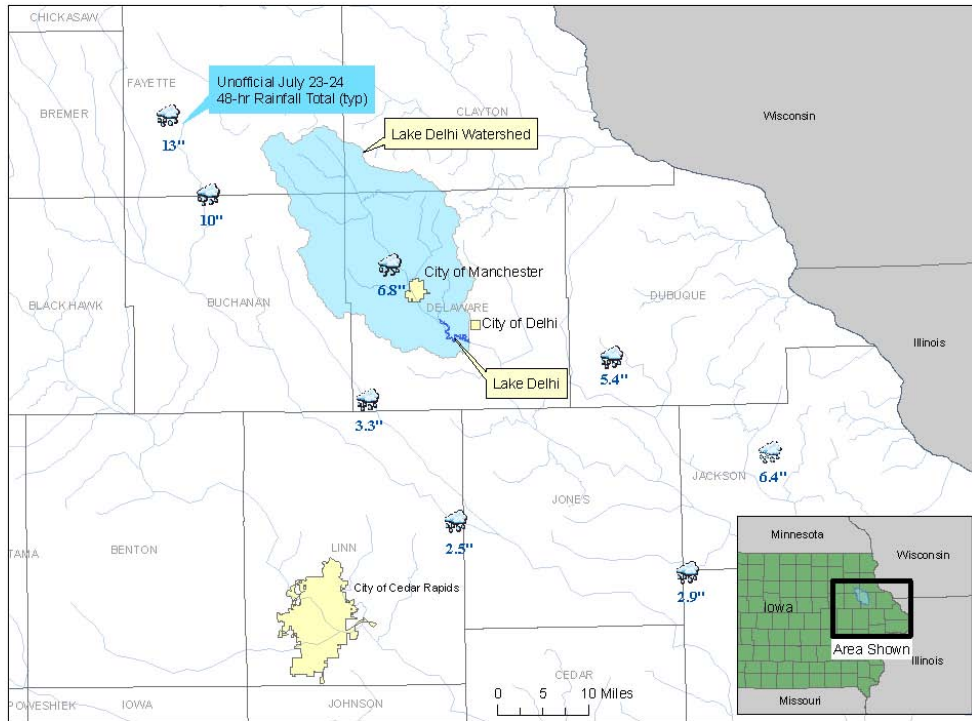 CHICKASAW
FAYETTE
Unofficial July 23-24
48-hr Rainfall Total (typ)
BREMER
13"
CLAYTON
Wisconsin
Lake Delhi Watershed
10"
City of Manchester
6.8"
DELAWARE
BUCHANAN
BLACK HAWK
DUBUQUE
City of Delhi
Illinois
Lake Delhi
5.4"
3.3"
JACKSON
6.4"
JONES
2.5"
TAMA
BENTON
LINN
City of Cedar Rapids
2.9"
Minnesota
Wisconsin
Iowa
Area Shown
Illinois
Missouri
CEDAR
0 5 10 Miles
POWESHIEK
IOWA
JOHNSON